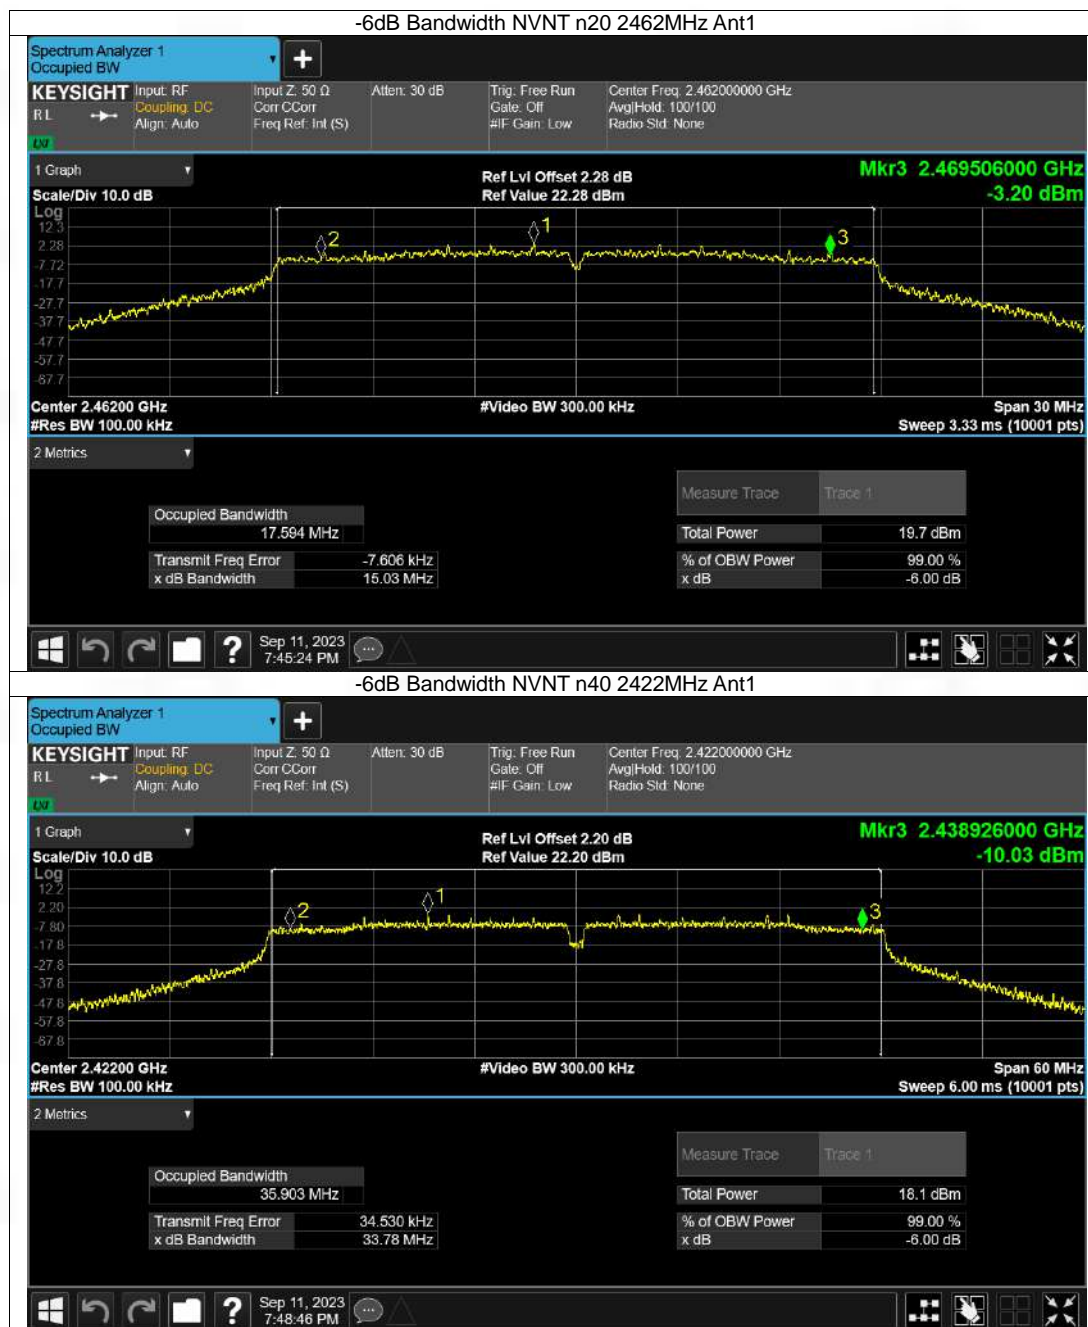 -6dB Bandwidth NVNT n20 2462MHz Ant1
Spectrum Analyzer 1
Occupied BW
KEYSIGHT Input: RF Input Z: 50 Ω Atten: 30 dB Trig: Free Run Center Freq: 2.462000000 GHz
RL Coupling: DC Corr CCorr Gate: Off Avg|Hold: 100/100
Align: Auto Freq Ref: Int (S) #IF Gain: Low Radio Std: None
LXI
1 Graph Ref Lvl Offset 2.28 dB Mkr3 2.469506000 GHz
Scale/Div 10.0 dB Ref Value 22.28 dBm -3.20 dBm
Log
12.3
2.28
-7.72
-17.7
-27.7
-37.7
-47.7
-57.7
-67.7
2 1 3
Center 2.46200 GHz #Video BW 300.00 kHz Span 30 MHz
#Res BW 100.00 kHz Sweep 3.33 ms (10001 pts)
2 Metrics
Measure Trace Trace 1
Occupied Bandwidth
17.594 MHz Total Power 19.7 dBm
Transmit Freq Error -7.606 kHz % of OBW Power 99.00 %
x dB Bandwidth 15.03 MHz x dB -6.00 dB
? Sep 11, 2023
7:45:24 PM
-6dB Bandwidth NVNT n40 2422MHz Ant1
Spectrum Analyzer 1
Occupied BW
KEYSIGHT Input: RF Input Z: 50 Ω Atten: 30 dB Trig: Free Run Center Freq: 2.422000000 GHz
RL Coupling: DC Corr CCorr Gate: Off Avg|Hold: 100/100
Align: Auto Freq Ref: Int (S) #IF Gain: Low Radio Std: None
LXI
1 Graph Ref Lvl Offset 2.20 dB Mkr3 2.438926000 GHz
Scale/Div 10.0 dB Ref Value 22.20 dBm -10.03 dBm
Log
12.2
2.20
-7.80
-17.8
-27.8
-37.8
-47.8
-57.8
-67.8
2 1 3
Center 2.42200 GHz #Video BW 300.00 kHz Span 60 MHz
#Res BW 100.00 kHz Sweep 6.00 ms (10001 pts)
2 Metrics
Measure Trace Trace 1
Occupied Bandwidth
35.903 MHz Total Power 18.1 dBm
Transmit Freq Error 34.530 kHz % of OBW Power 99.00 %
x dB Bandwidth 33.78 MHz x dB -6.00 dB
? Sep 11, 2023
7:48:46 PM